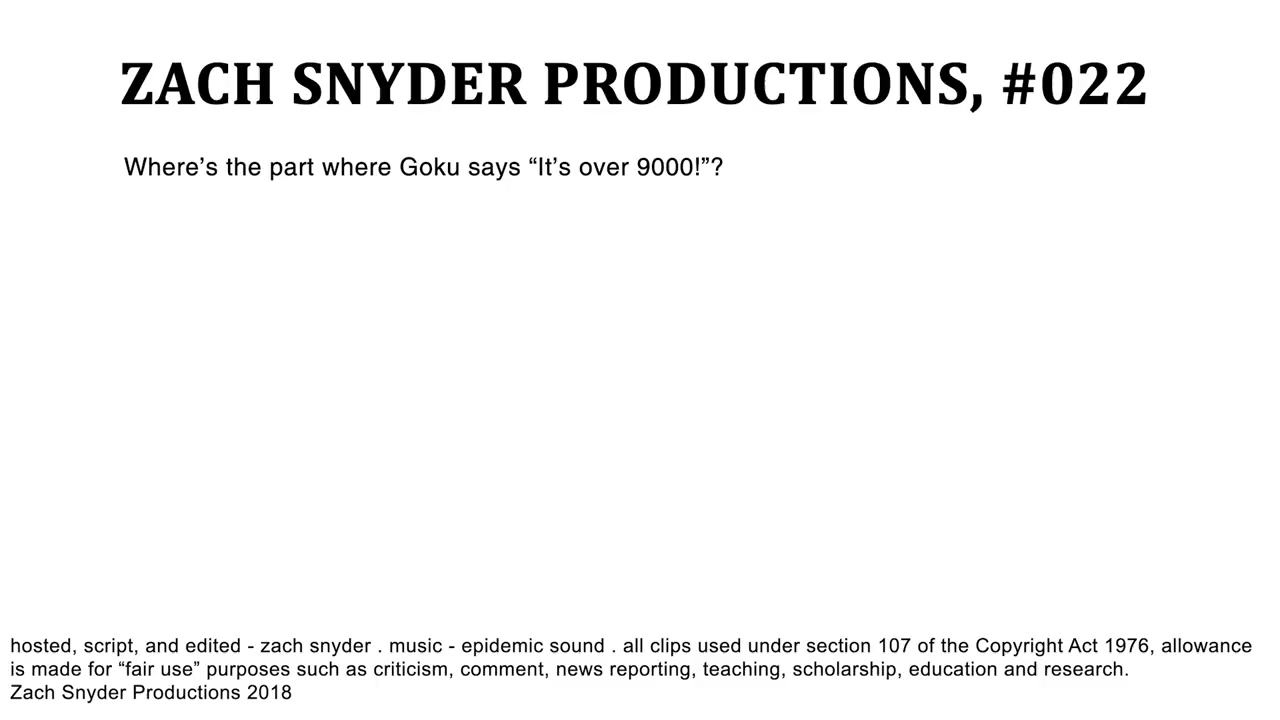 ZACH SNYDER PRODUCTIONS, #022
Where’s the part where Goku says “It’s over 9000!”?
hosted, script, and edited - zach snyder . music - epidemic sound . all clips used under section 107 of the Copyright Act 1976, allowance
is made for “fair use” purposes such as criticism, comment, news reporting, teaching, scholarship, education and research.
Zach Snyder Productions 2018